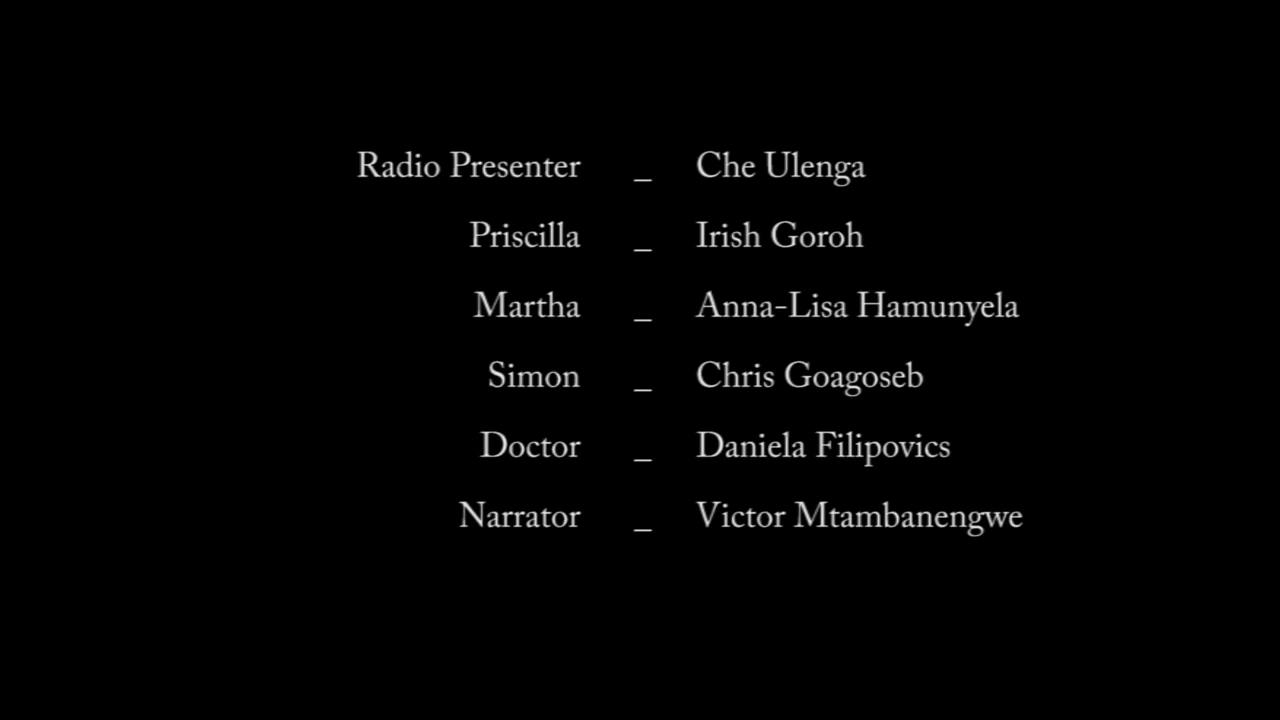 Radio Presenter _ Che Ulenga
Priscilla _ Irish Goroh
Martha _ Anna-Lisa Hamunyela
Simon _ Chris Goagoseb
Doctor _ Daniela Filipovics
Narrator _ Victor Mtambanengwe